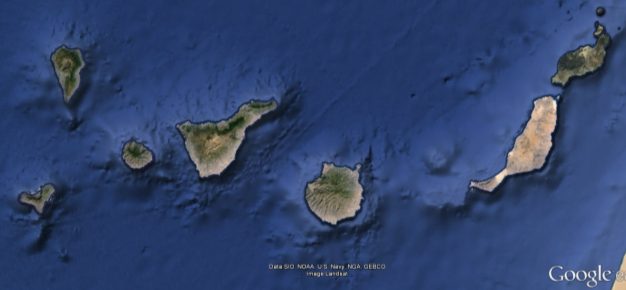 Data SIO, NOAA, U.S. Navy, NGA, GEBCO
Image Landsat
Google